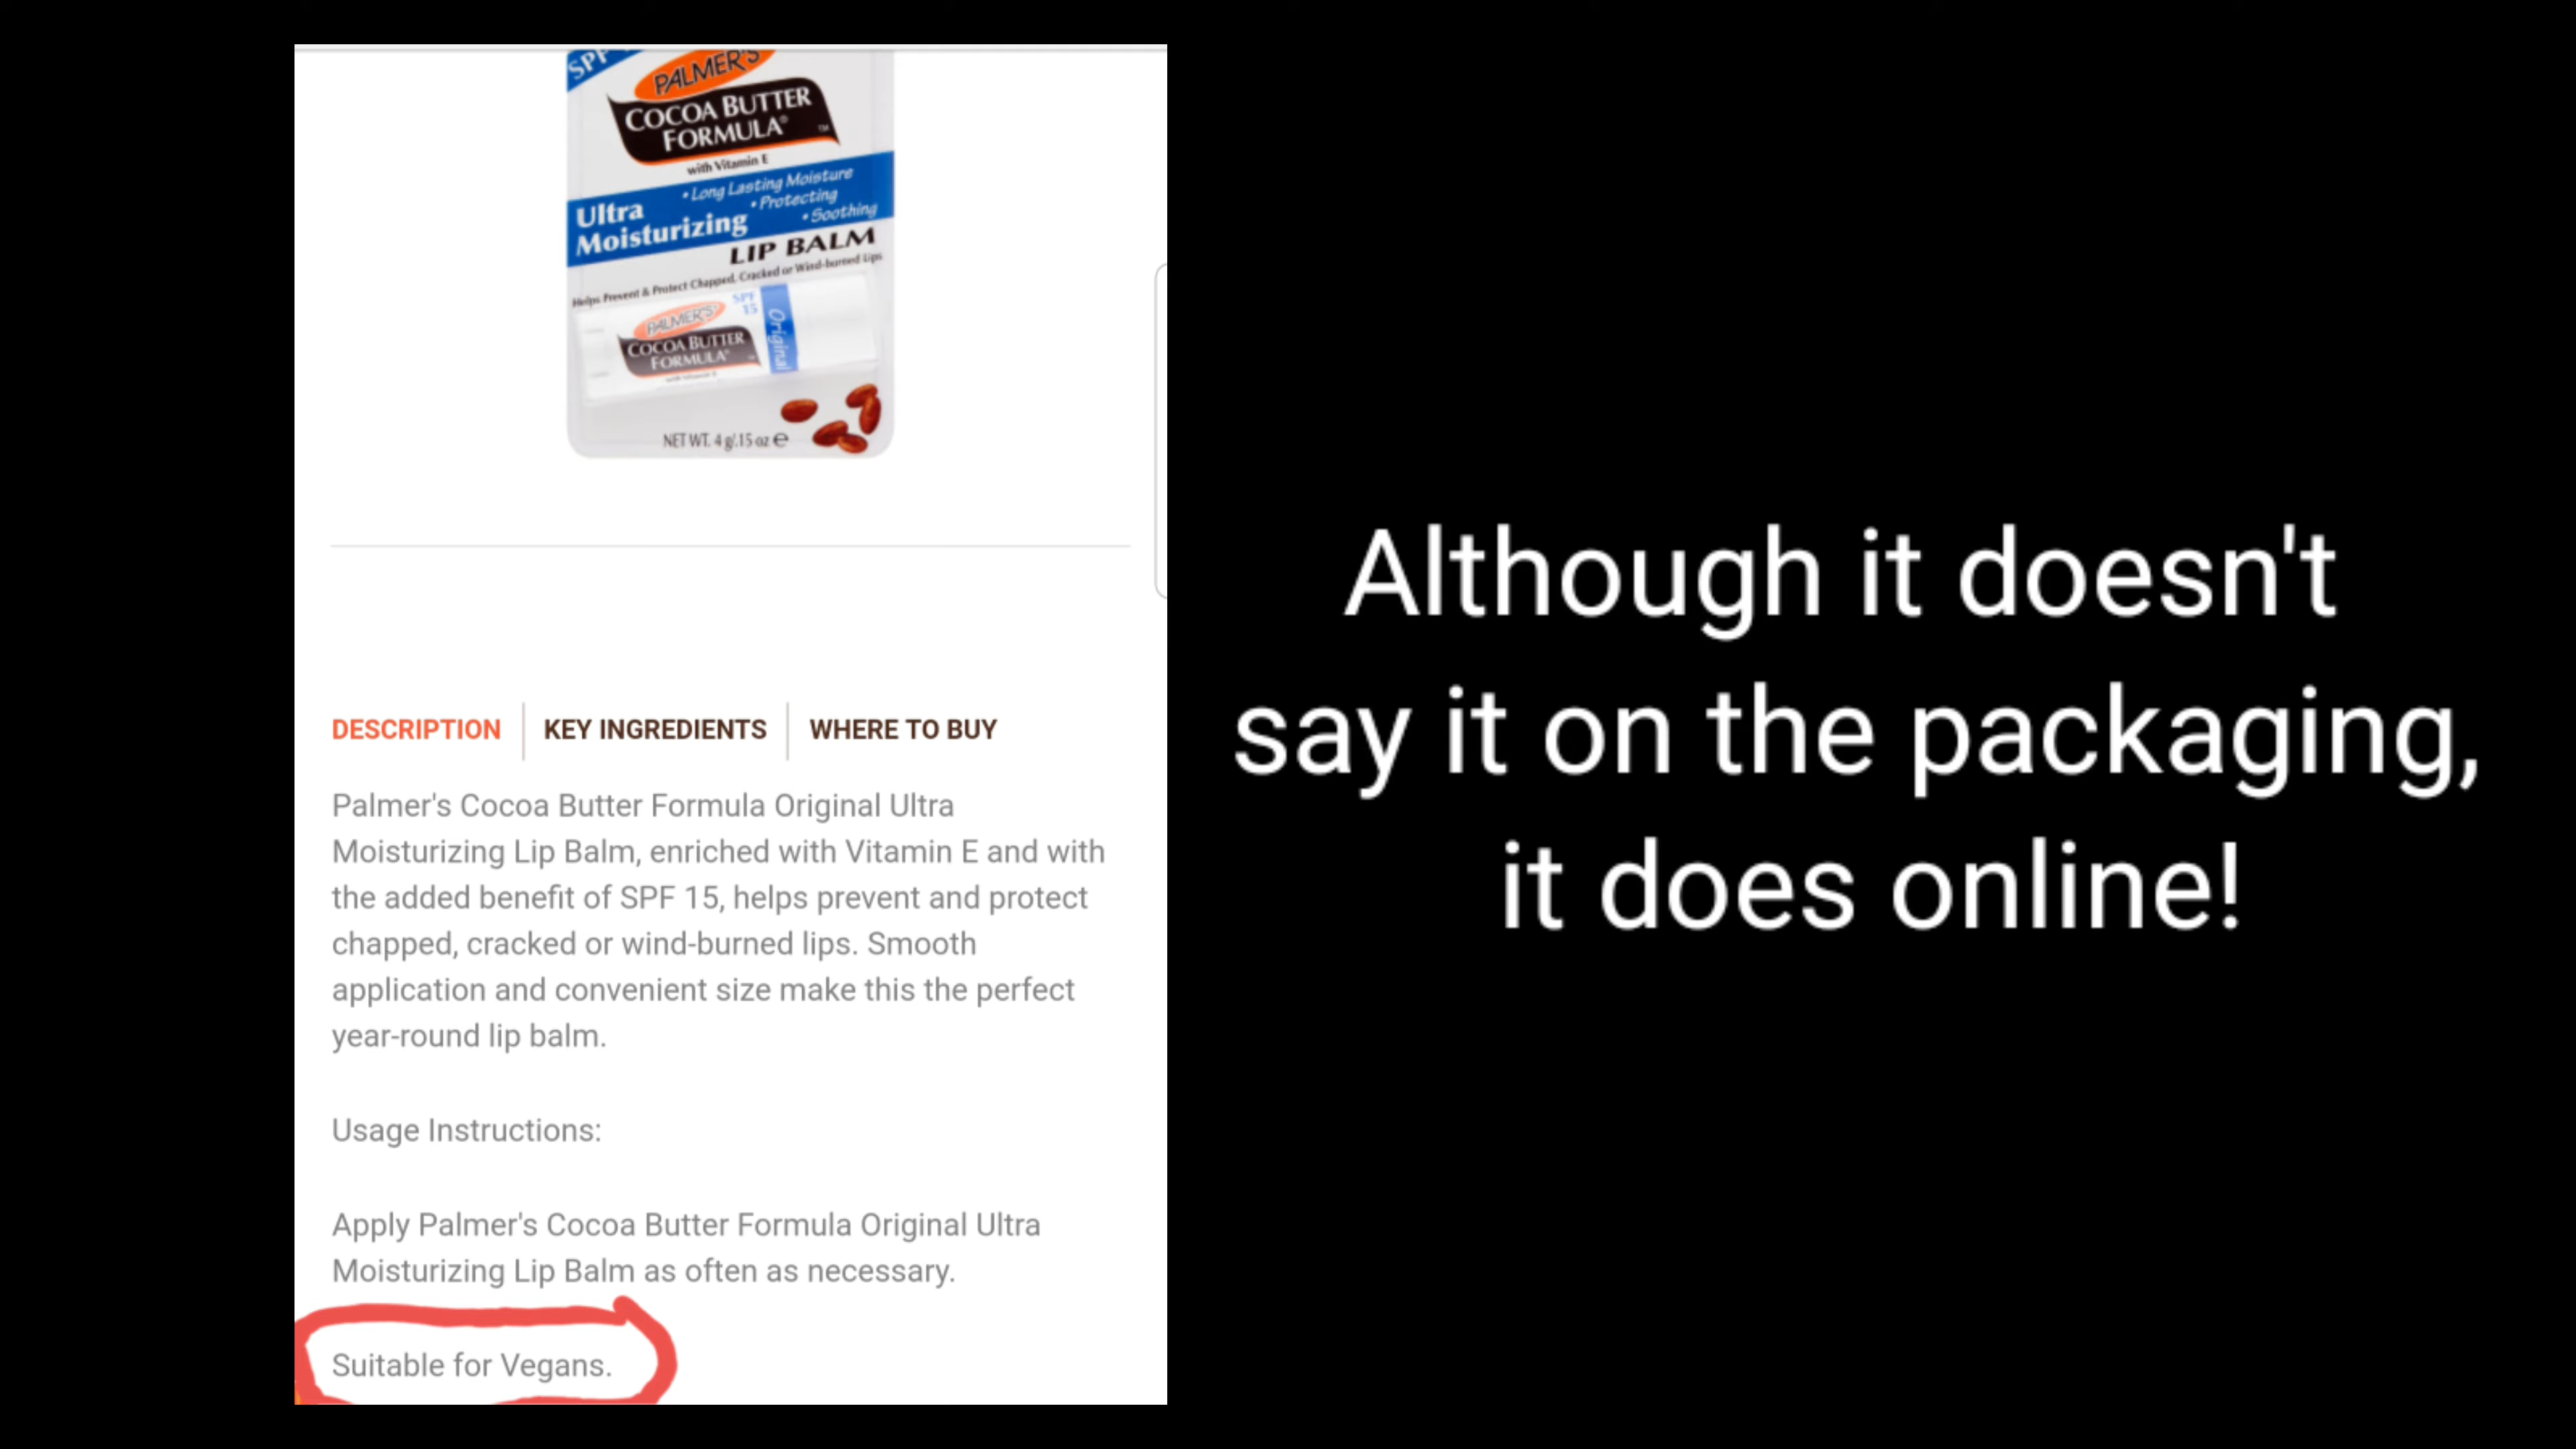 SPF
PALMER'S
COCOA BUTTER
FORMULA®
TM
with Vitamin E
• Long Lasting Moisture
Ultra • Protecting
Moisturizing • Soothing
LIP BALM
Helps Prevent & Protect Chapped, Cracked or Wind-burned Lips
SPF
15
PALMER'S
COCOA BUTTER
FORMULA®
with Vitamin E
Original
NET WT. 4 g/.15 oz e
DESCRIPTION KEY INGREDIENTS WHERE TO BUY
Palmer's Cocoa Butter Formula Original Ultra
Moisturizing Lip Balm, enriched with Vitamin E and with
the added benefit of SPF 15, helps prevent and protect
chapped, cracked or wind-burned lips. Smooth
application and convenient size make this the perfect
year-round lip balm.
Usage Instructions:
Apply Palmer's Cocoa Butter Formula Original Ultra
Moisturizing Lip Balm as often as necessary.
Suitable for Vegans.
Although it doesn't
say it on the packaging,
it does online!